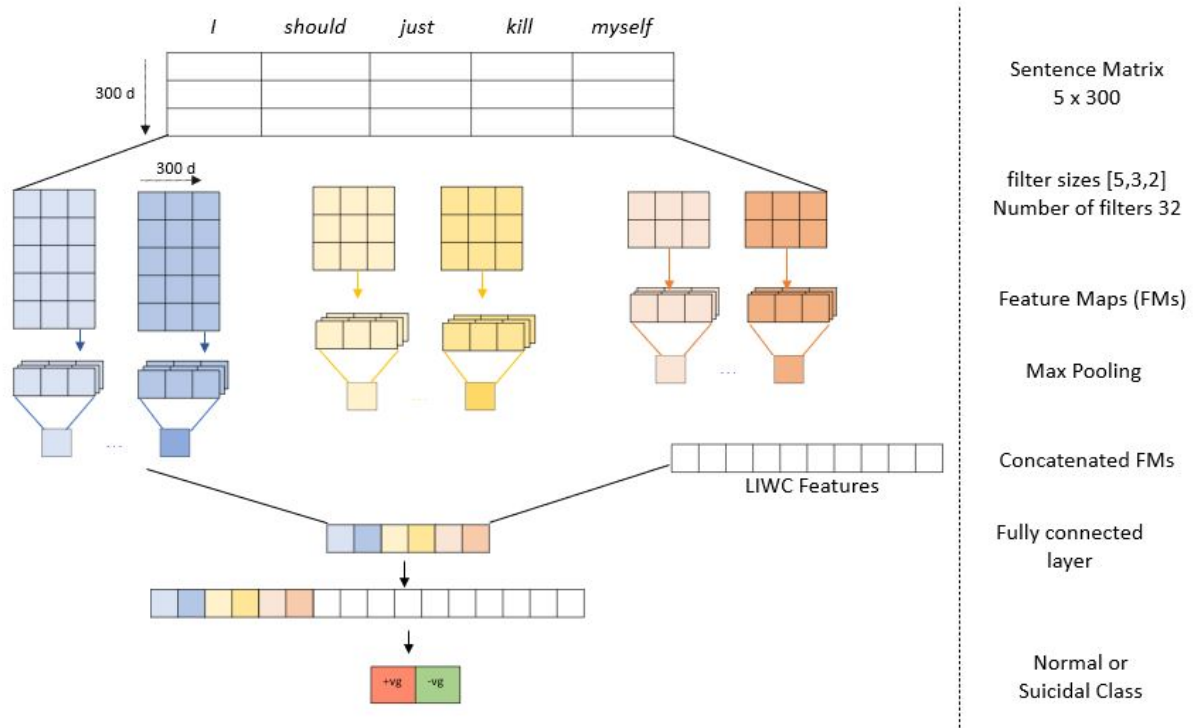 I should just kill myself
300 d
300 d
...
...
...
LIWC Features
+vg -vg
Sentence Matrix
5 x 300
filter sizes [5,3,2]
Number of filters 32
Feature Maps (FMs)
Max Pooling
Concatenated FMs
Fully connected
layer
Normal or
Suicidal Class